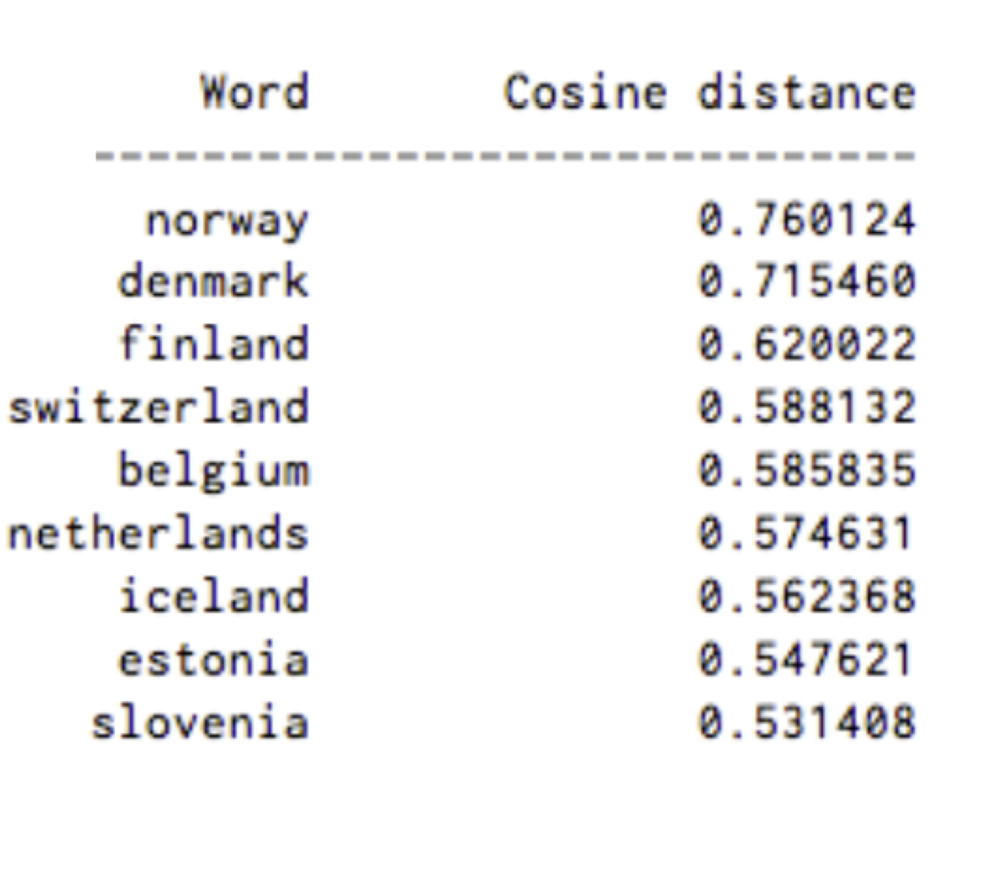 Word Cosine distance
---------------------------------
norway 0.760124
denmark 0.715460
finland 0.620022
switzerland 0.588132
belgium 0.585835
netherlands 0.574631
iceland 0.562368
estonia 0.547621
slovenia 0.531408